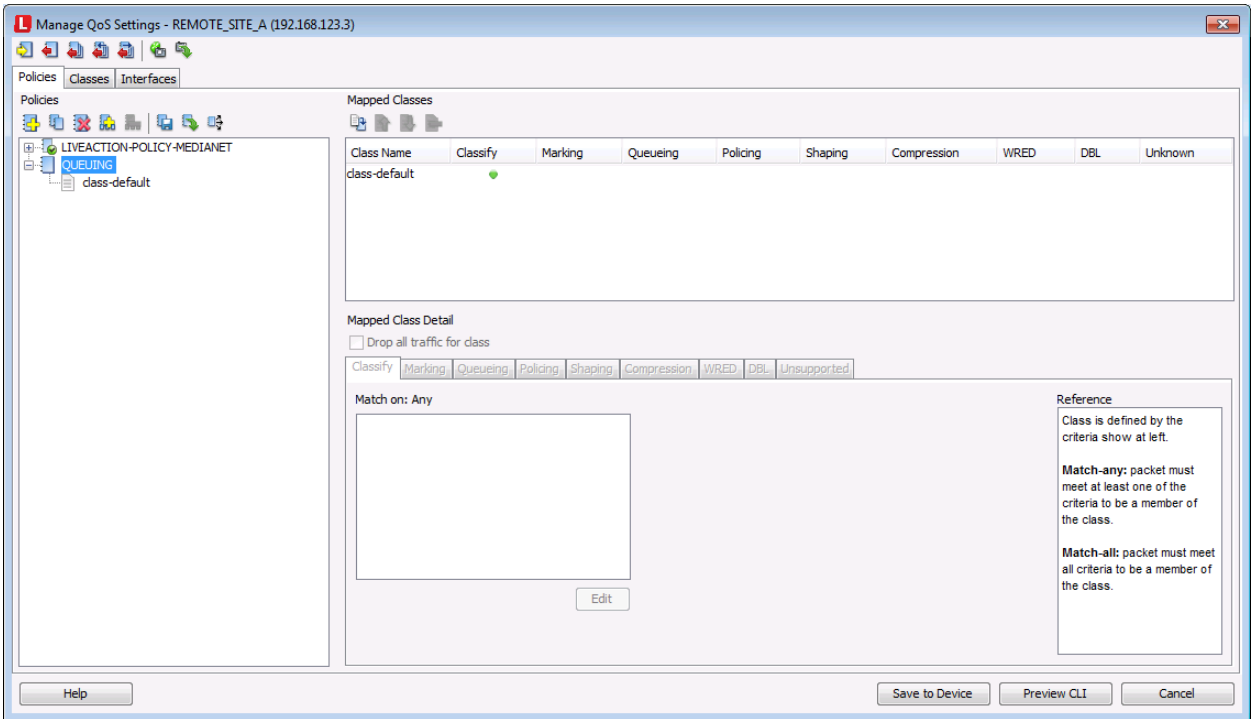 Manage QoS Settings - REMOTE_SITE_A (192.168.123.3)
Policies Classes Interfaces
Policies
LIVEACTION-POLICY-MEDIANET
QUEUING
class-default
Mapped Classes
Class Name Classify Marking Queueing Policing Shaping Compression WRED DBL Unknown
class-default
Mapped Class Detail
Drop all traffic for class
Classify Marking Queueing Policing Shaping Compression WRED DBL Unsupported
Match on: Any
Edit
Reference
Class is defined by the
criteria show at left.
Match-any: packet must
meet at least one of the
criteria to be a member of
the class.
Match-all: packet must meet
all criteria to be a member of
the class.
Help Save to Device Preview CLI Cancel